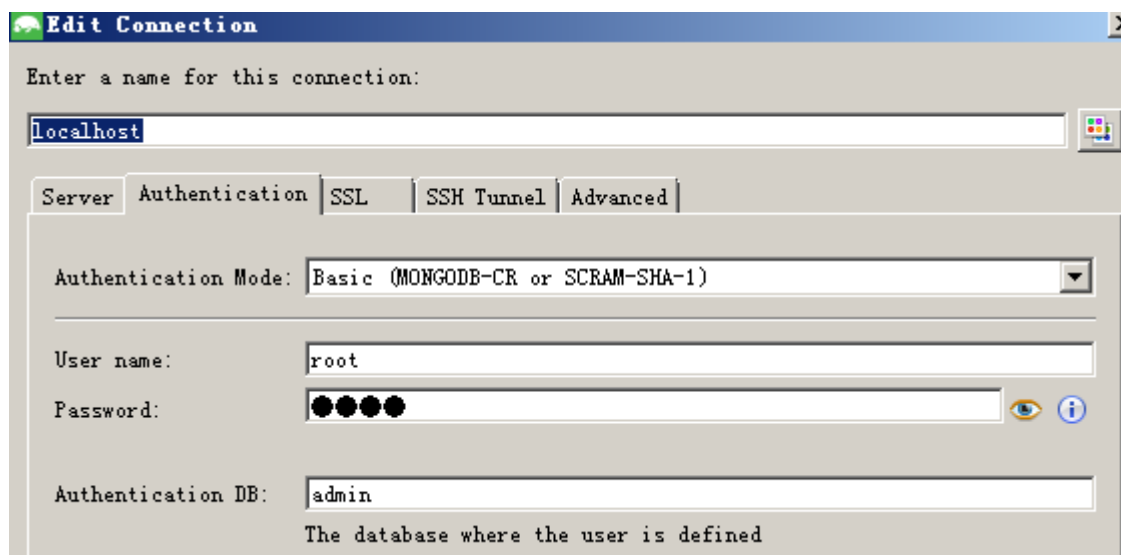 Edit Connection
Enter a name for this connection:
localhost
Server Authentication SSL SSH Tunnel Advanced
Authentication Mode: Basic (MONGODB-CR or SCRAM-SHA-1)
User name: root
Password: ●●●●
Authentication DB: admin
The database where the user is defined